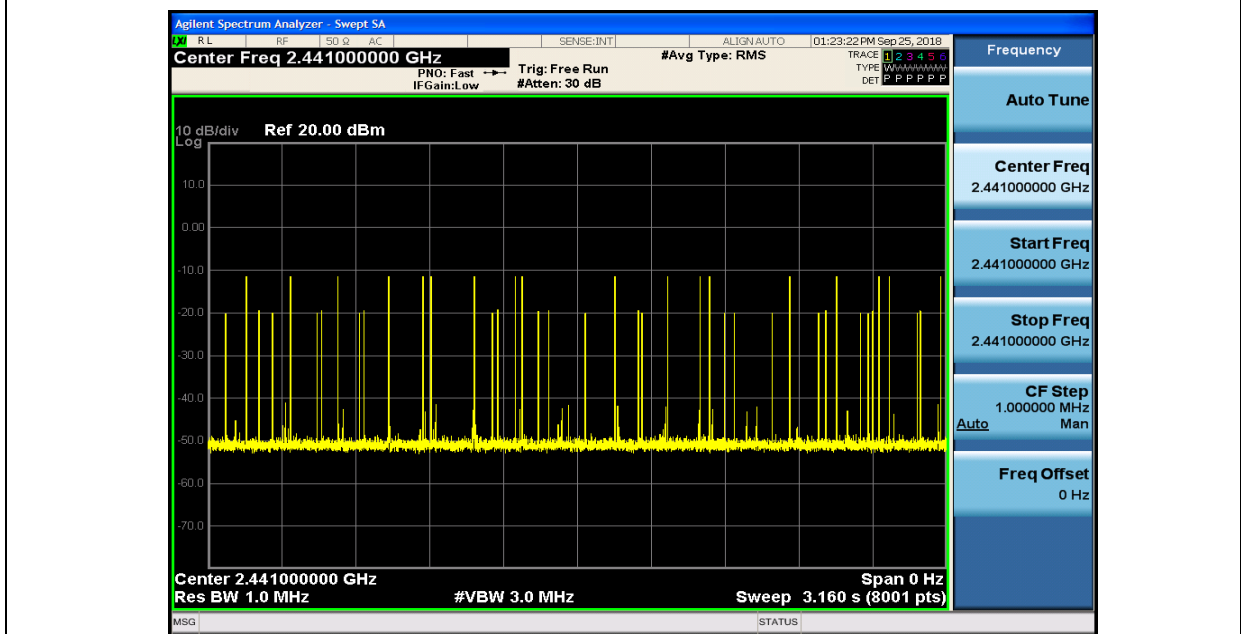 Agilent Spectrum Analyzer - Swept SA
LXI RL RF 50 Ω AC SENSE:INT ALIGN AUTO 01:23:22 PM Sep 25, 2018
Center Freq 2.441000000 GHz
#Avg Type: RMS
TRACE 1 2 3 4 5 6
PNO: Fast
Trig: Free Run
TYPE WWWWWW
IFGain:Low
#Atten: 30 dB
DET P P P P P P
10 dB/div Ref 20.00 dBm
Log
10.0
0.00
-10.0
-20.0
-30.0
-40.0
-50.0
-60.0
-70.0
Center 2.441000000 GHz Span 0 Hz
Res BW 1.0 MHz #VBW 3.0 MHz Sweep 3.160 s (8001 pts)
MSG STATUS
Frequency
Auto Tune
Center Freq
2.441000000 GHz
Start Freq
2.441000000 GHz
Stop Freq
2.441000000 GHz
CF Step
1.000000 MHz
Auto Man
Freq Offset
0 Hz